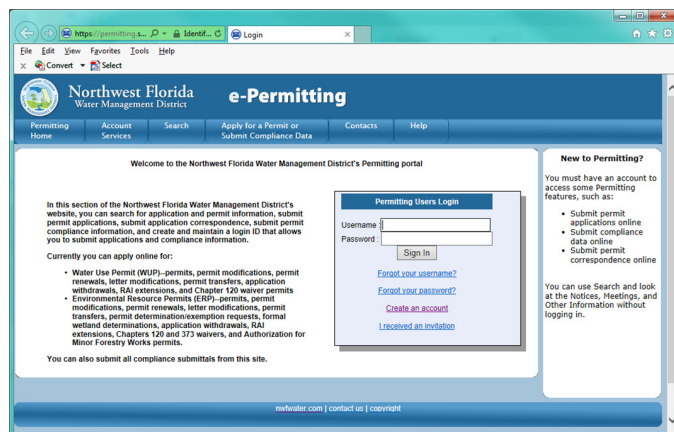 https://permitting.s...
Identif...
Login
File Edit View Favorites Tools Help
x Convert Select
Northwest Florida
Water Management District
e-Permitting
Permitting Home
Account Services
Search
Apply for a Permit or Submit Compliance Data
Contacts
Help
Welcome to the Northwest Florida Water Management District's Permitting portal
In this section of the Northwest Florida Water Management District's
website, you can search for application and permit information, submit
permit applications, submit application correspondence, submit permit
compliance information, and create and maintain a login ID that allows
you to submit applications and compliance information.
Currently you can apply online for:
• Water Use Permit (WUP)--permits, permit modifications, permit
renewals, letter modifications, permit transfers, application
withdrawals, RAI extensions, and Chapter 120 waiver permits
• Environmental Resource Permits (ERP)--permits, permit
modifications, permit renewals, letter modifications, permit
transfers, permit determination/exemption requests, formal
wetland determinations, application withdrawals, RAI
extensions, Chapters 120 and 373 waivers, and Authorization for
Minor Forestry Works permits.
You can also submit all compliance submittals from this site.
Permitting Users Login
Username :
Password :
Sign In
Forgot your username?
Forgot your password?
Create an account
I received an invitation
New to Permitting?
You must have an account to
access some Permitting
features, such as:
• Submit permit
applications online
• Submit compliance
data online
• Submit permit
correspondence online
You can use Search and look
at the Notices, Meetings, and
Other Information without
logging in.
nwfwater.com | contact us | copyright